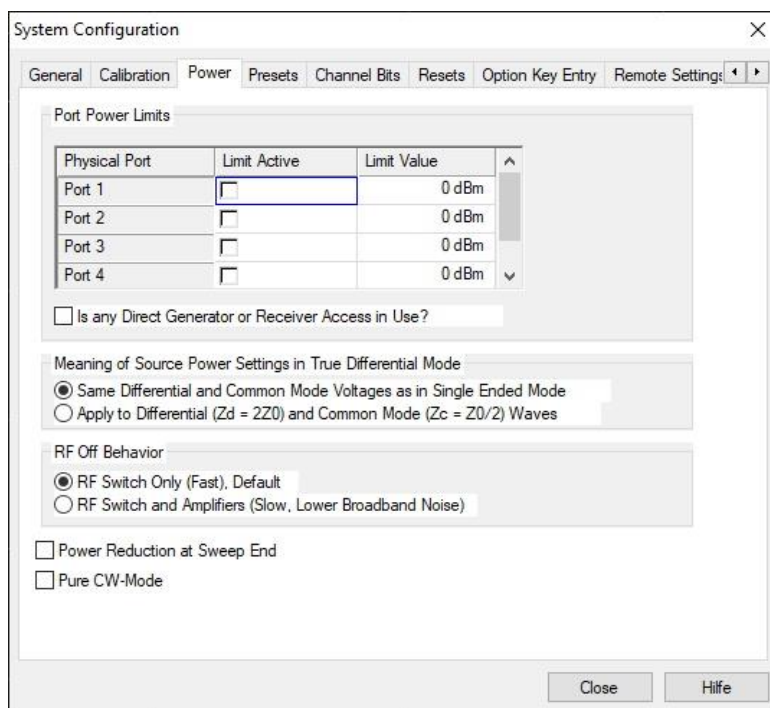 System Configuration
General Calibration Power Presets Channel Bits Resets Option Key Entry Remote Settings
Port Power Limits
Physical Port Limit Active Limit Value
Port 1 0 dBm
Port 2 0 dBm
Port 3 0 dBm
Port 4 0 dBm
Is any Direct Generator or Receiver Access in Use?
Meaning of Source Power Settings in True Differential Mode
Same Differential and Common Mode Voltages as in Single Ended Mode
Apply to Differential (Zd = 2Z0) and Common Mode (Zc = Z0/2) Waves
RF Off Behavior
RF Switch Only (Fast), Default
RF Switch and Amplifiers (Slow, Lower Broadband Noise)
Power Reduction at Sweep End
Pure CW-Mode
Close Hilfe